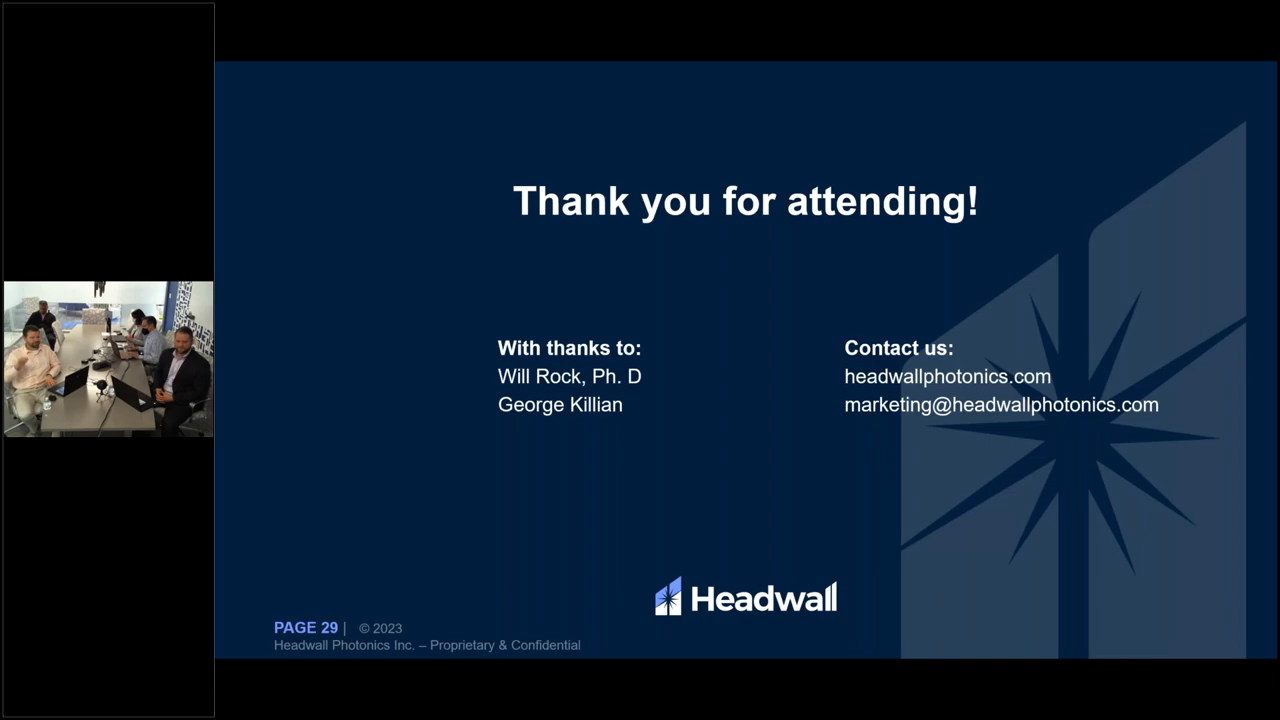 Thank you for attending!
With thanks to:
Will Rock, Ph. D
George Killian
Contact us:
headwallphotonics.com
marketing@headwallphotonics.com
Headwall
PAGE 29 | © 2023
Headwall Photonics Inc. – Proprietary & Confidential